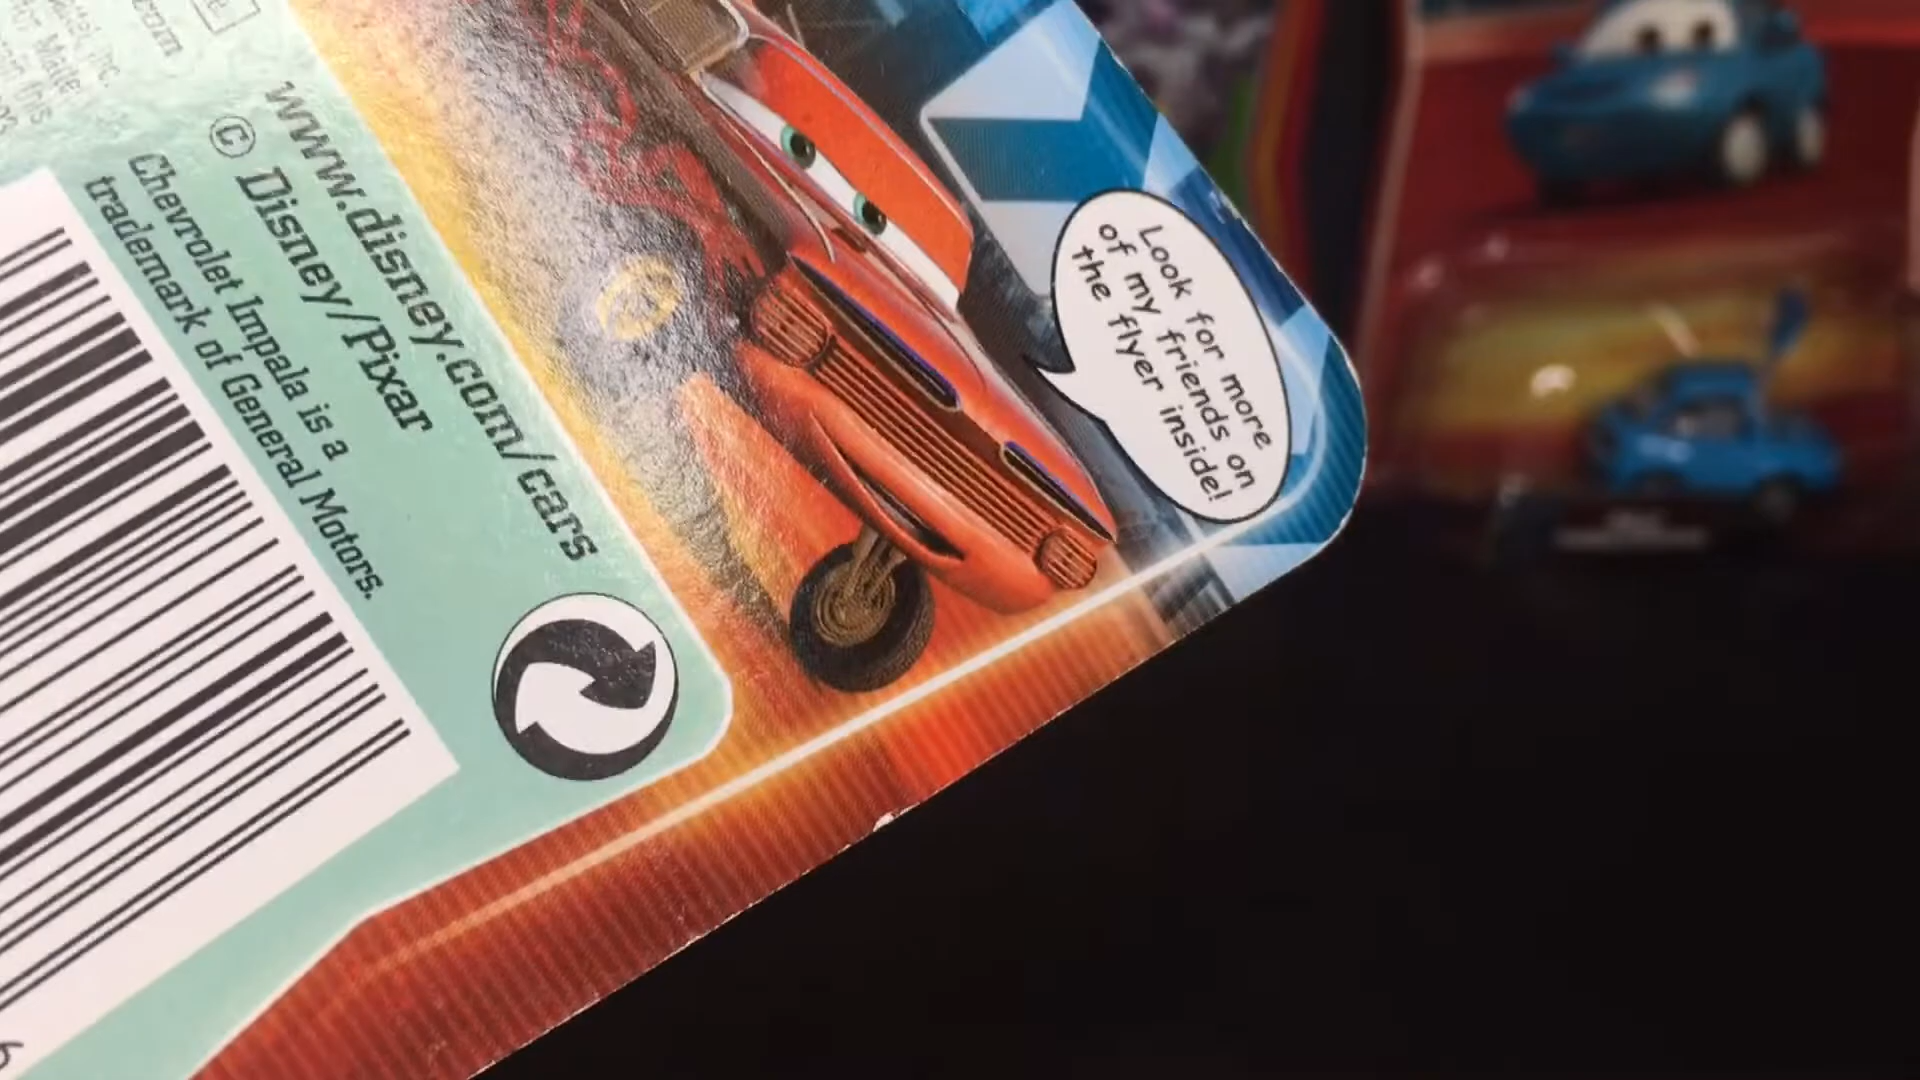 www.disney.com/cars
© Disney/Pixar
Chevrolet Impala is a
trademark of General Motors.
Look for more
of my friends on
the flyer inside!
6